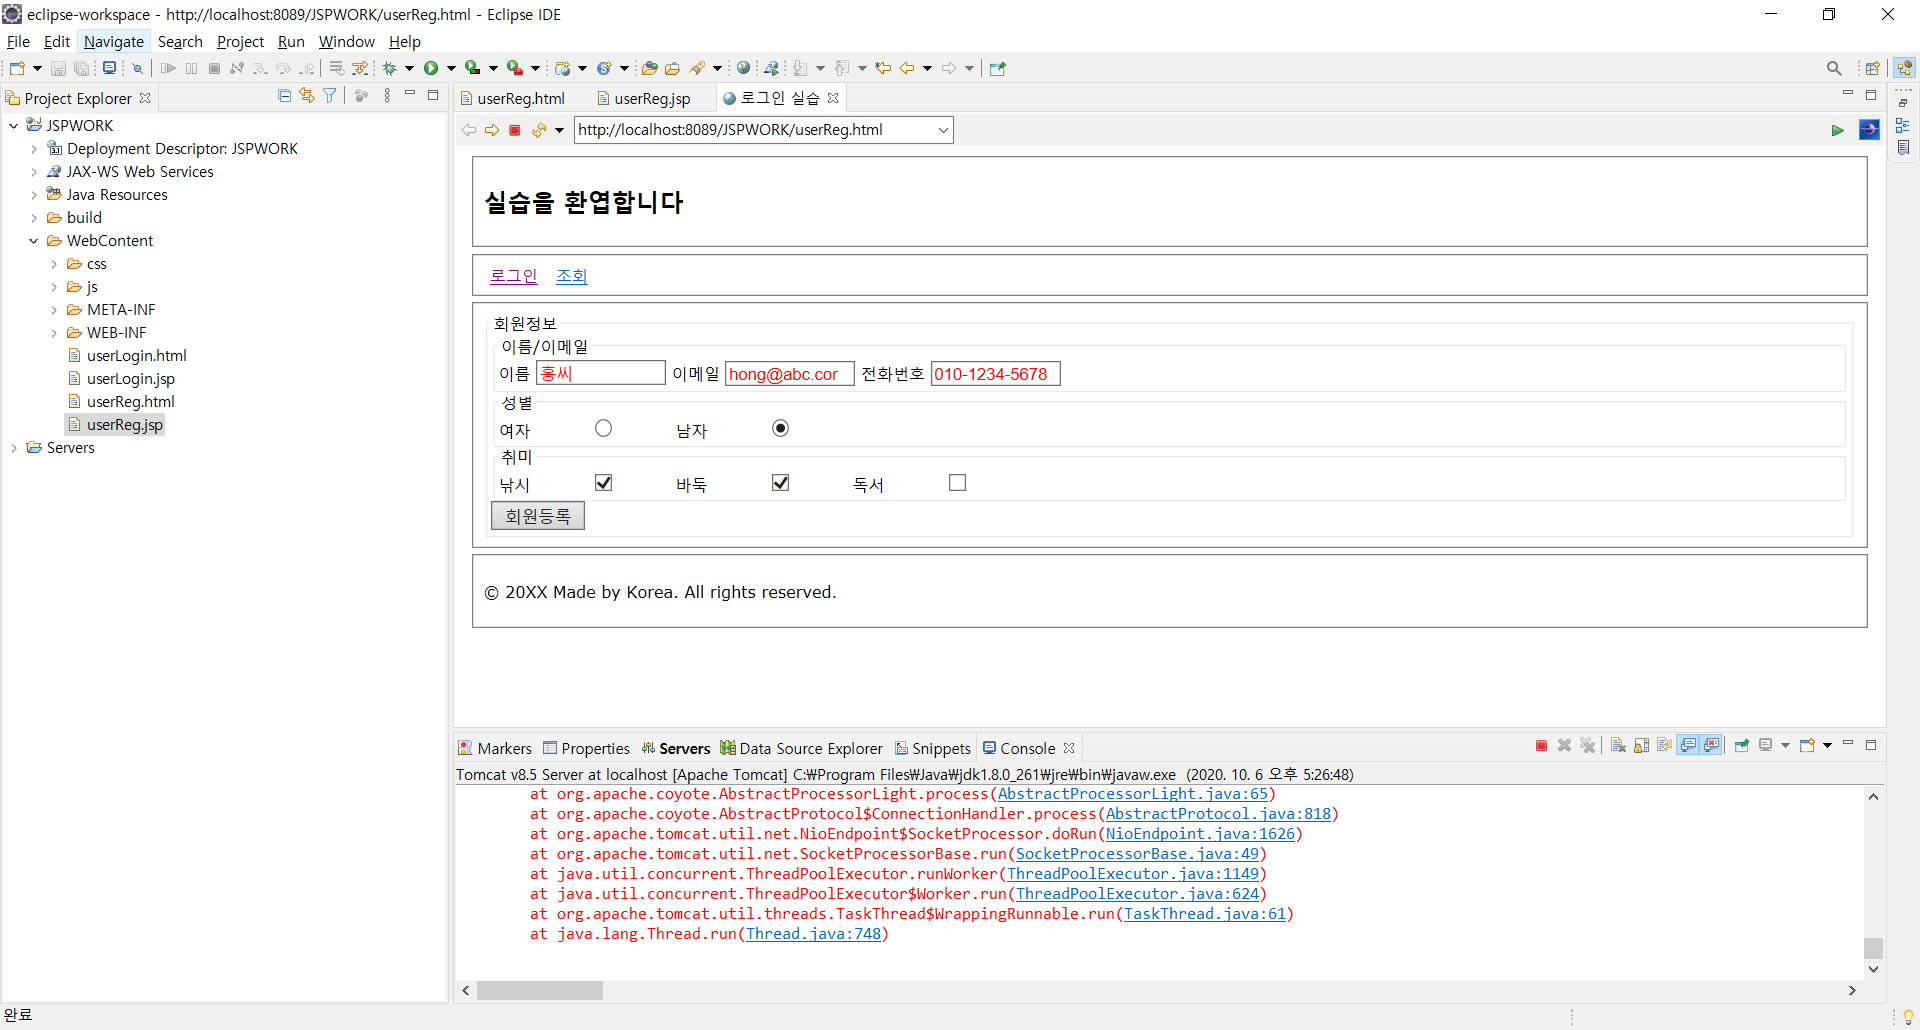 eclipse-workspace - http://localhost:8089/JSPWORK/userReg.html - Eclipse IDE
File Edit Navigate Search Project Run Window Help
Project Explorer
JSPWORK
Deployment Descriptor: JSPWORK
JAX-WS Web Services
Java Resources
build
WebContent
css
js
META-INF
WEB-INF
userLogin.html
userLogin.jsp
userReg.html
userReg.jsp
Servers
userReg.html userReg.jsp 로그인 실습
http://localhost:8089/JSPWORK/userReg.html
실습을 환엽합니다
로그인 조회
회원정보
이름/이메일
이름 홍씨 이메일 hong@abc.cor 전화번호 010-1234-5678
성별
여자 남자
취미
낚시 바둑 독서
회원등록
© 20XX Made by Korea. All rights reserved.
Markers Properties Servers Data Source Explorer Snippets Console
Tomcat v8.5 Server at localhost [Apache Tomcat] C:₩Program Files₩Java₩jdk1.8.0_261₩jre₩bin₩javaw.exe (2020. 10. 6 오후 5:26:48)
at org.apache.coyote.AbstractProcessorLight.process(AbstractProcessorLight.java:65)
at org.apache.coyote.AbstractProtocol$ConnectionHandler.process(AbstractProtocol.java:818)
at org.apache.tomcat.util.net.NioEndpoint$SocketProcessor.doRun(NioEndpoint.java:1626)
at org.apache.tomcat.util.net.SocketProcessorBase.run(SocketProcessorBase.java:49)
at java.util.concurrent.ThreadPoolExecutor.runWorker(ThreadPoolExecutor.java:1149)
at java.util.concurrent.ThreadPoolExecutor$Worker.run(ThreadPoolExecutor.java:624)
at org.apache.tomcat.util.threads.TaskThread$WrappingRunnable.run(TaskThread.java:61)
at java.lang.Thread.run(Thread.java:748)
완료